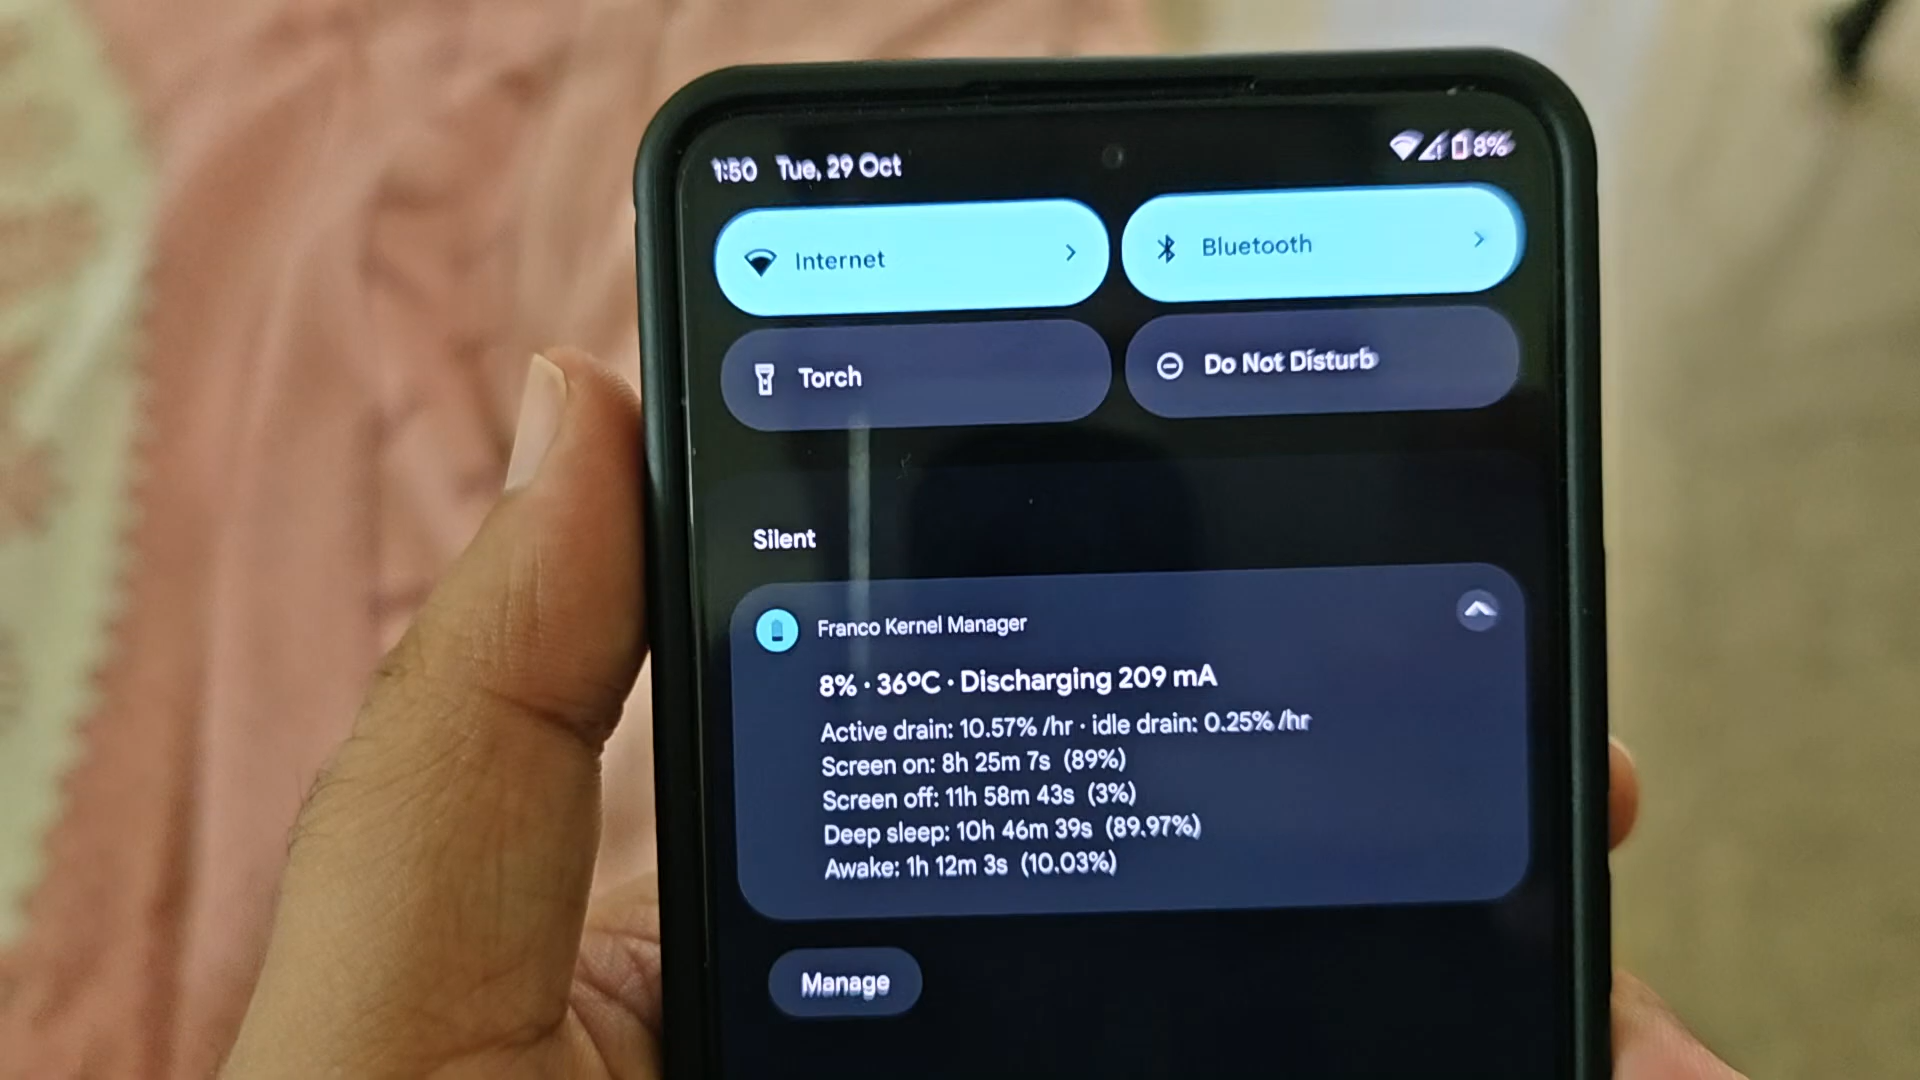 1:50 Tue, 29 Oct 8%
Internet
Bluetooth
Torch
Do Not Disturb
Silent
Franco Kernel Manager
8% · 36ºC · Discharging 209 mA
Active drain: 10.57% /hr · idle drain: 0.25% /hr
Screen on: 8h 25m 7s (89%)
Screen off: 11h 58m 43s (3%)
Deep sleep: 10h 46m 39s (89.97%)
Awake: 1h 12m 3s (10.03%)
Manage